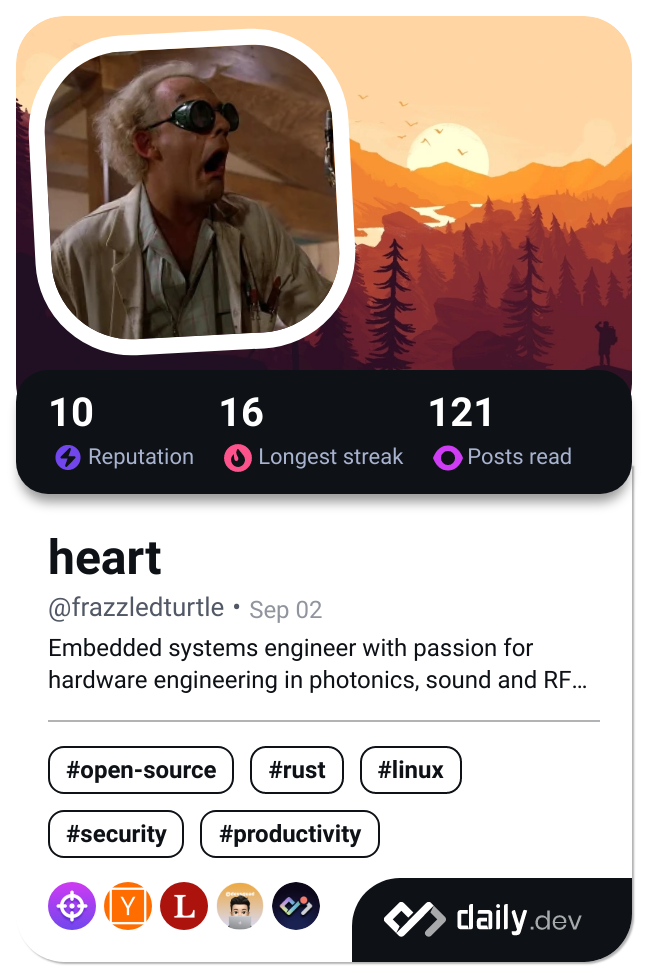 10 16 121
Reputation Longest streak Posts read
heart
@frazzledturtle • Sep 02
Embedded systems engineer with passion for
hardware engineering in photonics, sound and RF...
#open-source #rust #linux
#security #productivity
Y L
daily.dev